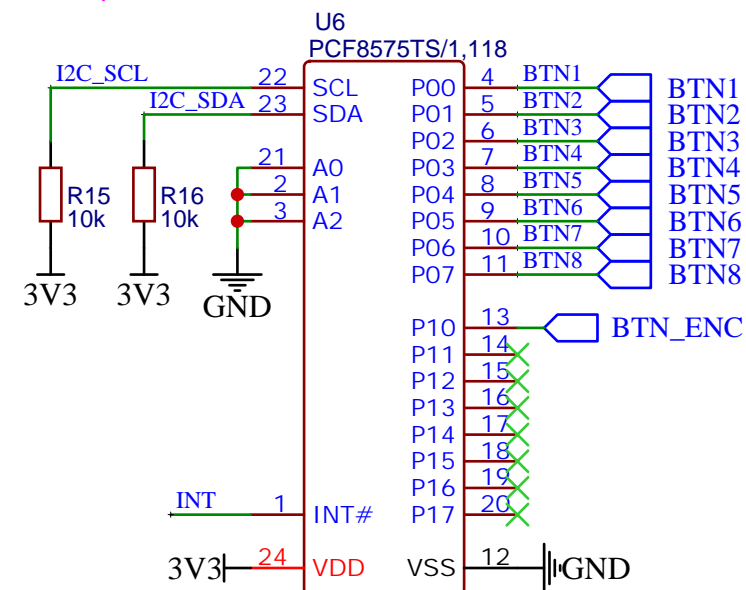 U6
PCF8575TS/1,118
I2C_SCL 22 SCL P00 4 BTN1 BTN1
I2C_SDA 23 SDA P01 5 BTN2 BTN2
P02 6 BTN3 BTN3
21 A0 P03 7 BTN4 BTN4
R15 R16 2 A1 P04 8 BTN5 BTN5
10k 10k 3 A2 P05 9 BTN6 BTN6
P06 10 BTN7 BTN7
3V3 3V3 GND P07 11 BTN8 BTN8
P10 13 BTN_ENC
P11 14
P12 15
P13 16
P14 17
P15 18
P16 19
INT 1 INT# P17 20
3V3 24 VDD VSS 12 GND